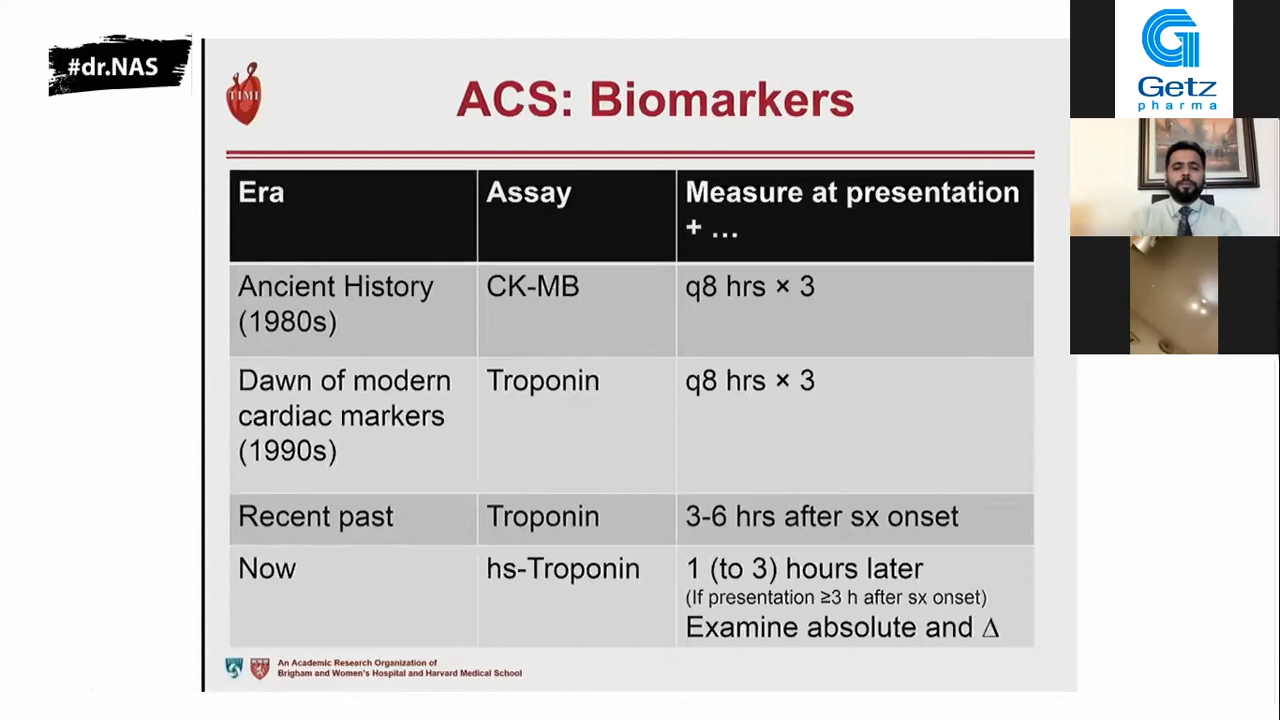 #dr.NAS
TIMI
ACS: Biomarkers
Era
Assay
Measure at presentation
+ ...
Ancient History
(1980s)
CK-MB
q8 hrs × 3
Dawn of modern
cardiac markers
(1990s)
Troponin
q8 hrs × 3
Recent past
Troponin
3-6 hrs after sx onset
Now
hs-Troponin
1 (to 3) hours later
(If presentation ≥3 h after sx onset)
Examine absolute and Δ
An Academic Research Organization of
Brigham and Women's Hospital and Harvard Medical School
Getz
pharma